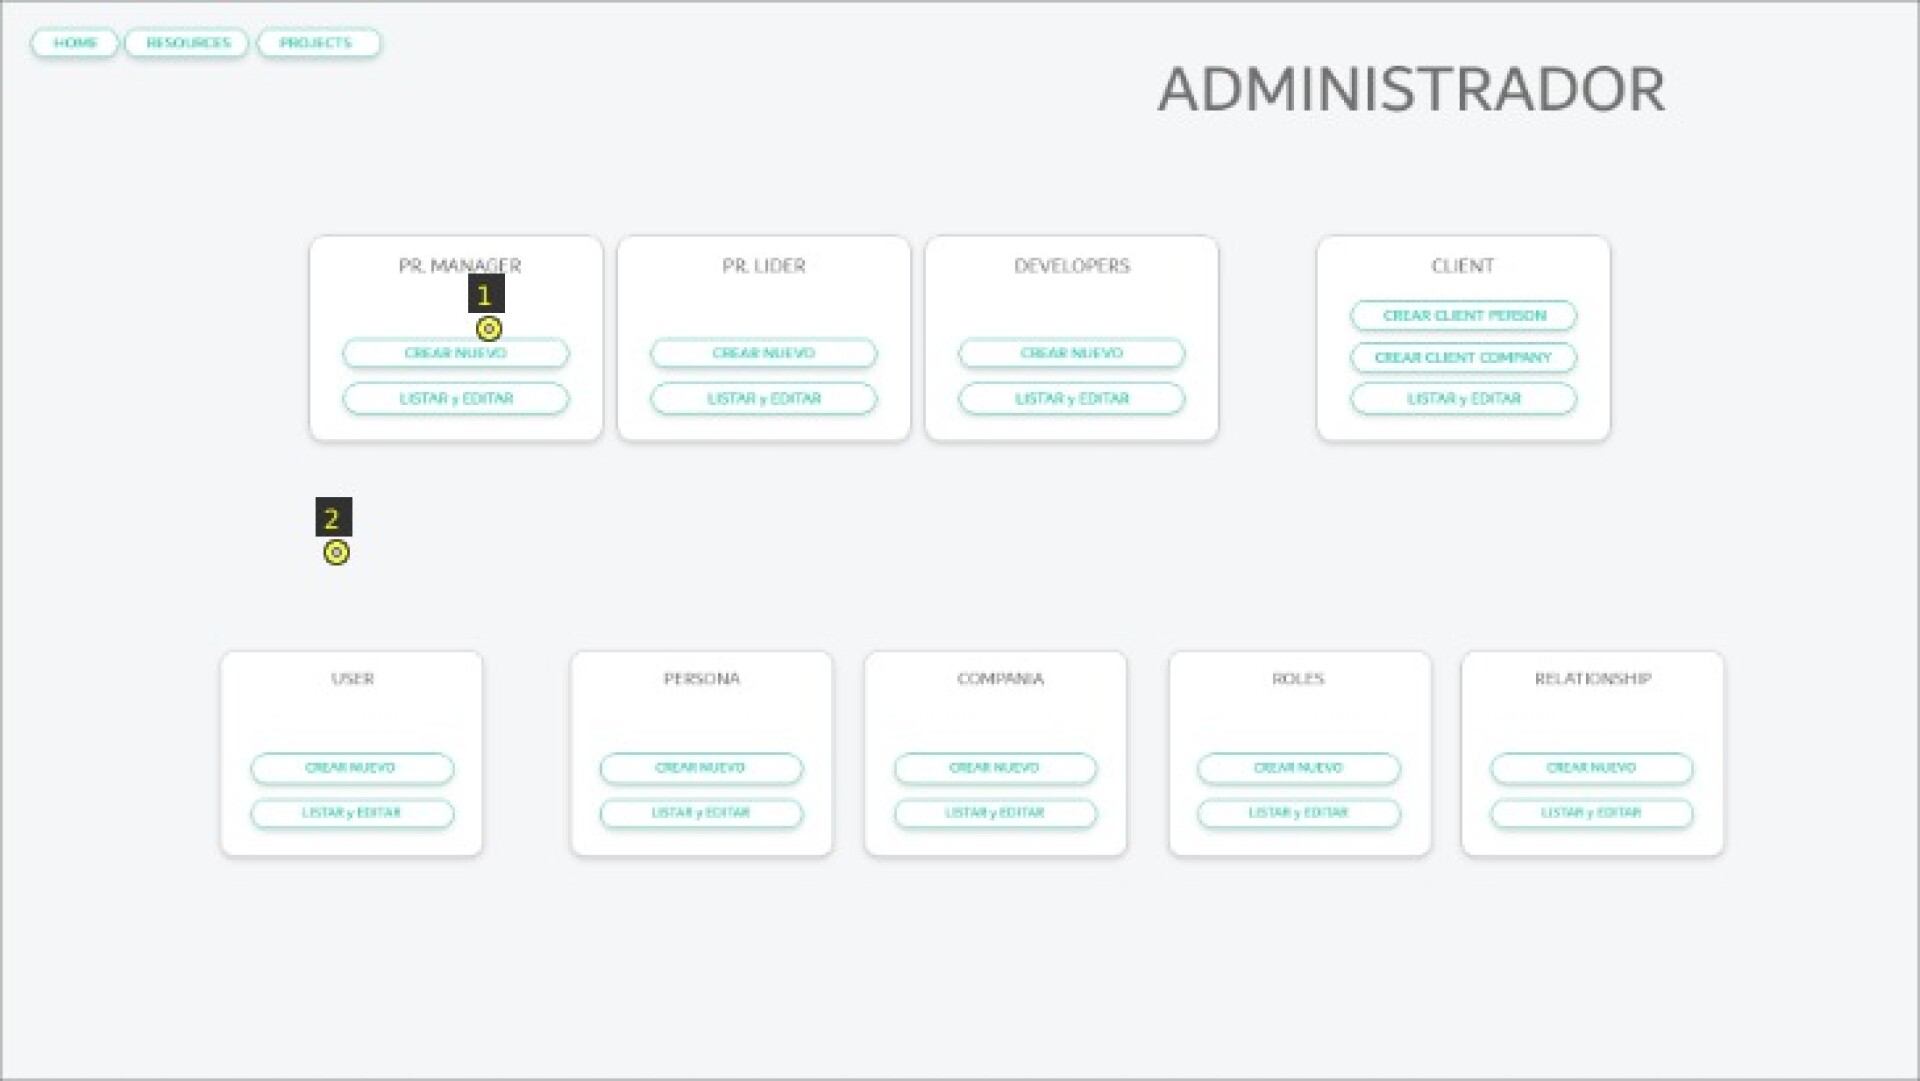 HOME RESOURCES PROJECTS
ADMINISTRADOR
PR. MANAGER
1
CREAR NUEVO
LISTAR y EDITAR
PR. LIDER
CREAR NUEVO
LISTAR y EDITAR
DEVELOPERS
CREAR NUEVO
LISTAR y EDITAR
CLIENT
CREAR CLIENT PERSON
CREAR CLIENT COMPANY
LISTAR y EDITAR
2
USER
CREAR NUEVO
LISTAR y EDITAR
PERSONA
CREAR NUEVO
LISTAR y EDITAR
COMPANIA
CREAR NUEVO
LISTAR y EDITAR
ROLES
CREAR NUEVO
LISTAR y EDITAR
RELATIONSHIP
CREAR NUEVO
LISTAR y EDITAR